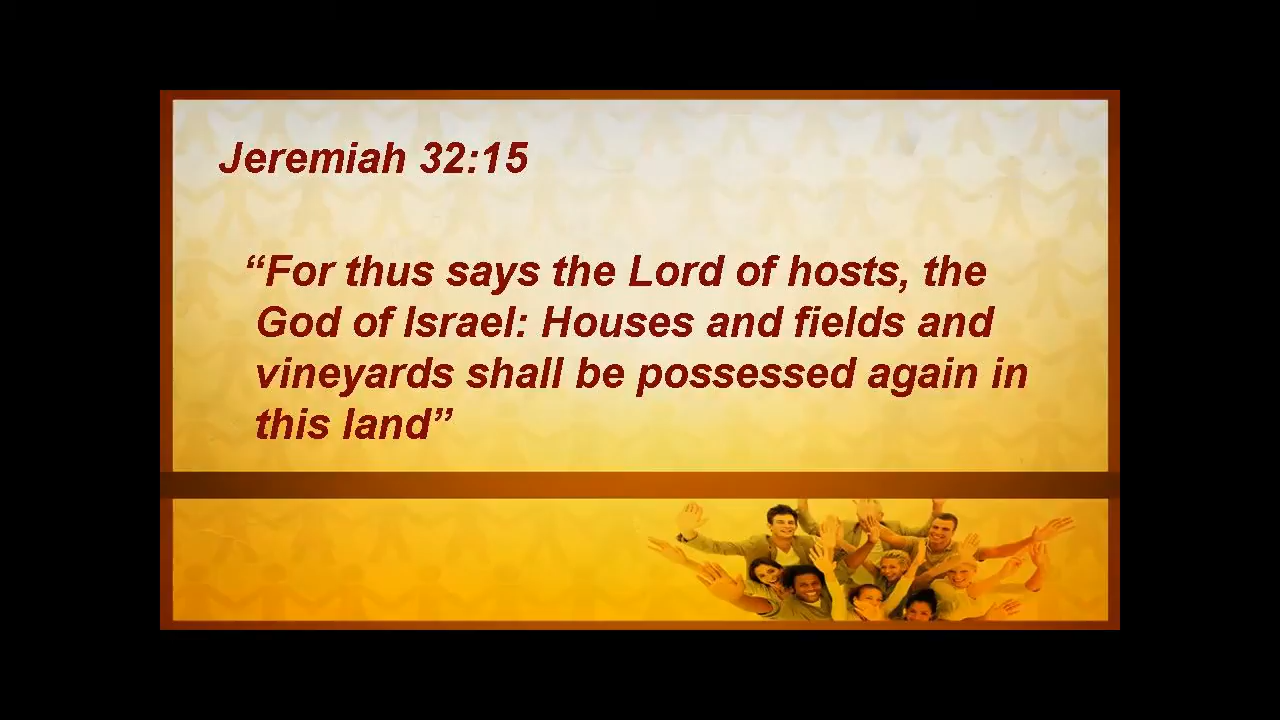 Jeremiah 32:15
“For thus says the Lord of hosts, the
God of Israel: Houses and fields and
vineyards shall be possessed again in
this land”